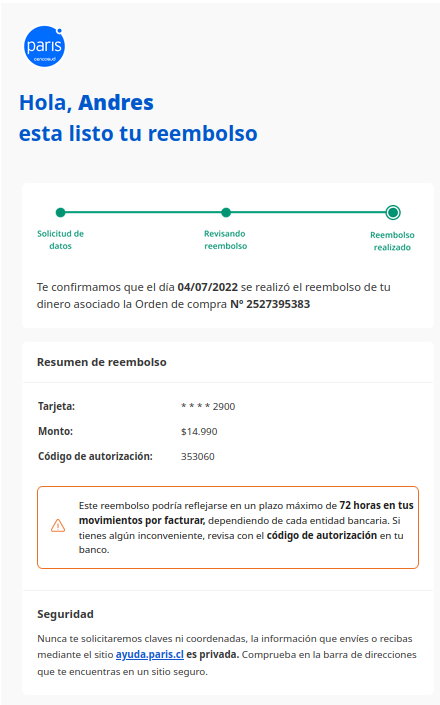 paris
cencosud
Hola, Andres
esta listo tu reembolso
Solicitud de
datos
Revisando
reembolso
Reembolso
realizado
Te confirmamos que el día 04/07/2022 se realizó el reembolso de tu
dinero asociado la Orden de compra N° 2527395383
Resumen de reembolso
Tarjeta: * * * * 2900
Monto: $14.990
Código de autorización: 353060
Este reembolso podría reflejarse en un plazo máximo de 72 horas en tus
movimientos por facturar, dependiendo de cada entidad bancaria. Si
tienes algún inconveniente, revisa con el código de autorización en tu
banco.
Seguridad
Nunca te solicitaremos claves ni coordenadas, la información que envíes o recibas
mediante el sitio ayuda.paris.cl es privada. Comprueba en la barra de direcciones
que te encuentras en un sitio seguro.